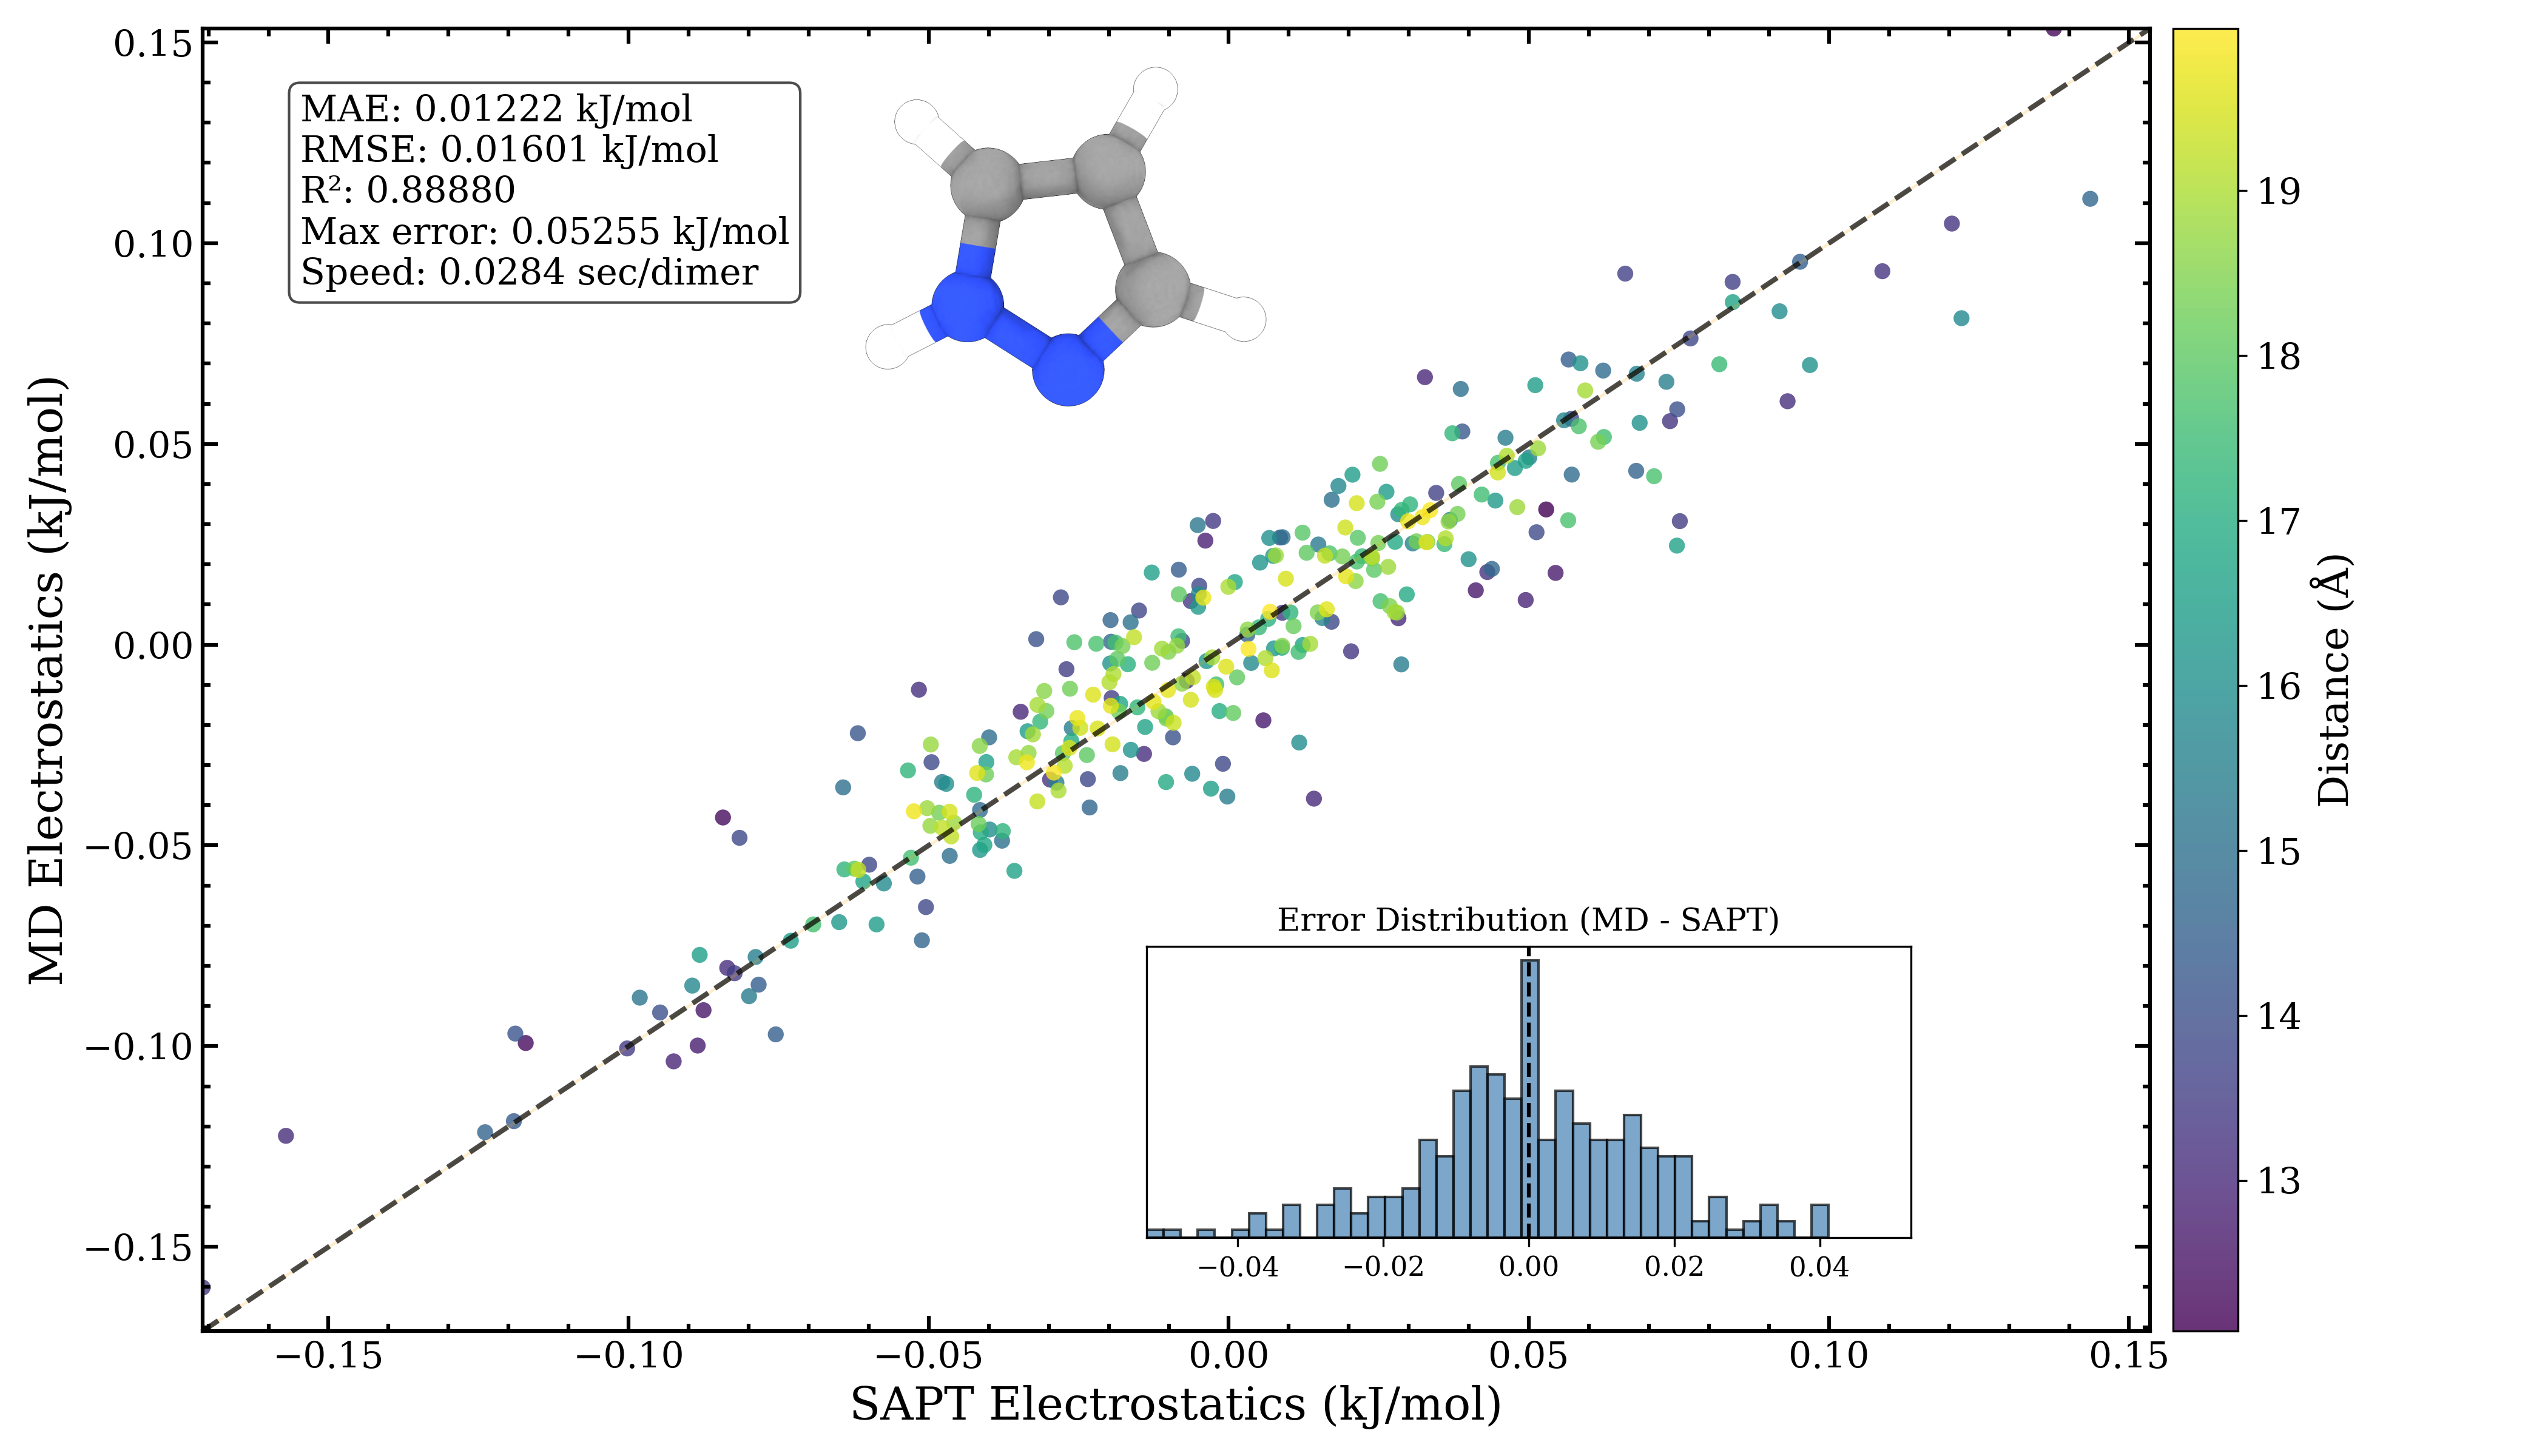 MAE: 0.01222 kJ/mol
RMSE: 0.01601 kJ/mol
R²: 0.88880
Max error: 0.05255 kJ/mol
Speed: 0.0284 sec/dimer
MD Electrostatics (kJ/mol)
0.15
0.10
0.05
0.00
−0.05
−0.10
−0.15
Error Distribution (MD - SAPT)
−0.04 −0.02 0.00 0.02 0.04
−0.15 −0.10 −0.05 0.00 0.05 0.10 0.15
SAPT Electrostatics (kJ/mol)
19
18
17
16
15
14
13
Distance (Å)